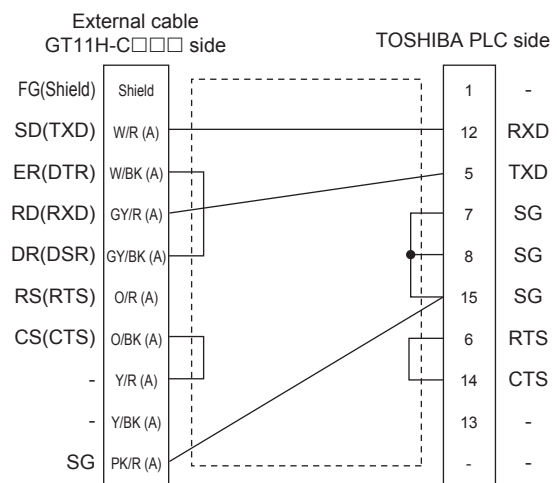 External cable
GT11H-C□□□ side
TOSHIBA PLC side
FG(Shield) Shield 1 -
SD(TXD) W/R (A) 12 RXD
ER(DTR) W/BK (A) 5 TXD
RD(RXD) GY/R (A) 7 SG
DR(DSR) GY/BK (A) 8 SG
RS(RTS) O/R (A) 15 SG
CS(CTS) O/BK (A) 6 RTS
- Y/R (A) 14 CTS
- Y/BK (A) 13 -
SG PK/R (A) - -